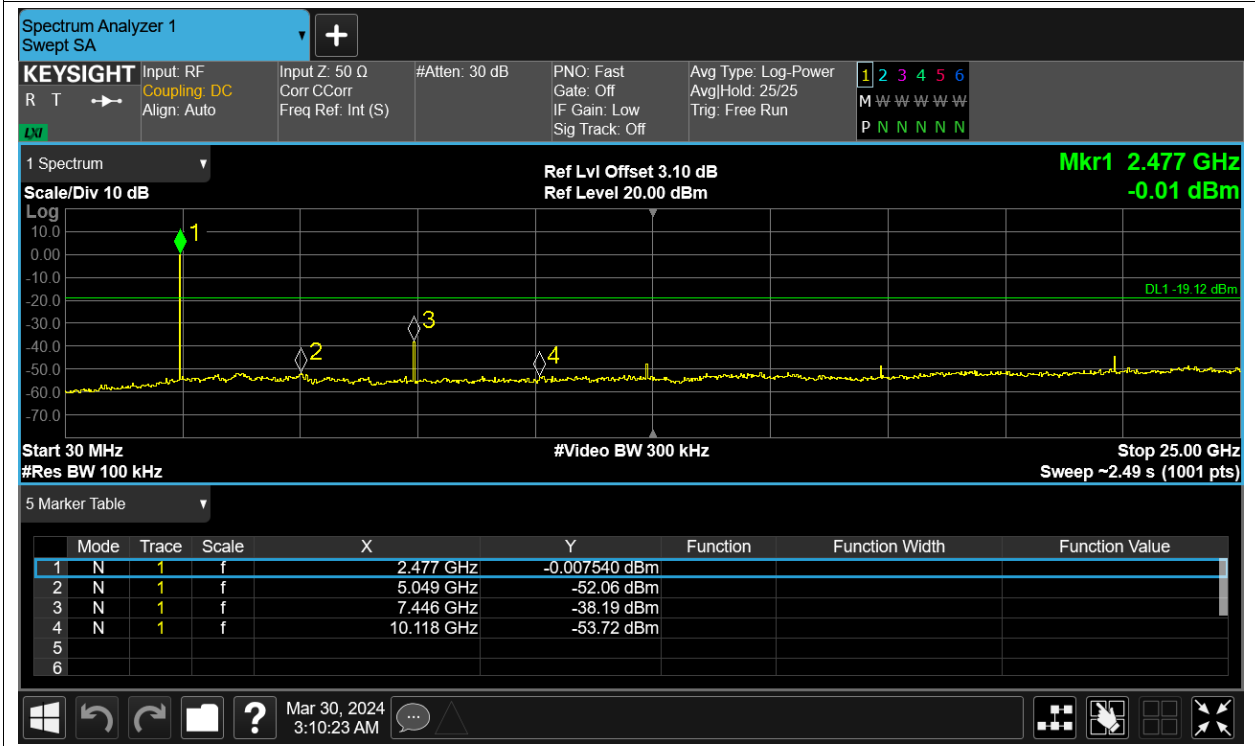 Spectrum Analyzer 1
Swept SA
+
KEYSIGHT Input: RF Input Z: 50 Ω #Atten: 30 dB PNO: Fast Avg Type: Log-Power 1 2 3 4 5 6
R T Coupling: DC Corr CCorr Gate: Off Avg|Hold: 25/25 M W W W W W
Align: Auto Freq Ref: Int (S) IF Gain: Low Trig: Free Run
LXI Sig Track: Off P N N N N N
1 Spectrum Ref Lvl Offset 3.10 dB Mkr1 2.477 GHz
Scale/Div 10 dB Ref Level 20.00 dBm -0.01 dBm
Log
10.0 1
0.00
-10.0
DL1 -19.12 dBm
-20.0
-30.0 3
-40.0 2 4
-50.0
-60.0
-70.0
Start 30 MHz #Video BW 300 kHz Stop 25.00 GHz
#Res BW 100 kHz Sweep ~2.49 s (1001 pts)
5 Marker Table
Mode Trace Scale X Y Function Function Width Function Value
1 N 1 f 2.477 GHz -0.007540 dBm
2 N 1 f 5.049 GHz -52.06 dBm
3 N 1 f 7.446 GHz -38.19 dBm
4 N 1 f 10.118 GHz -53.72 dBm
5
6
? Mar 30, 2024
3:10:23 AM